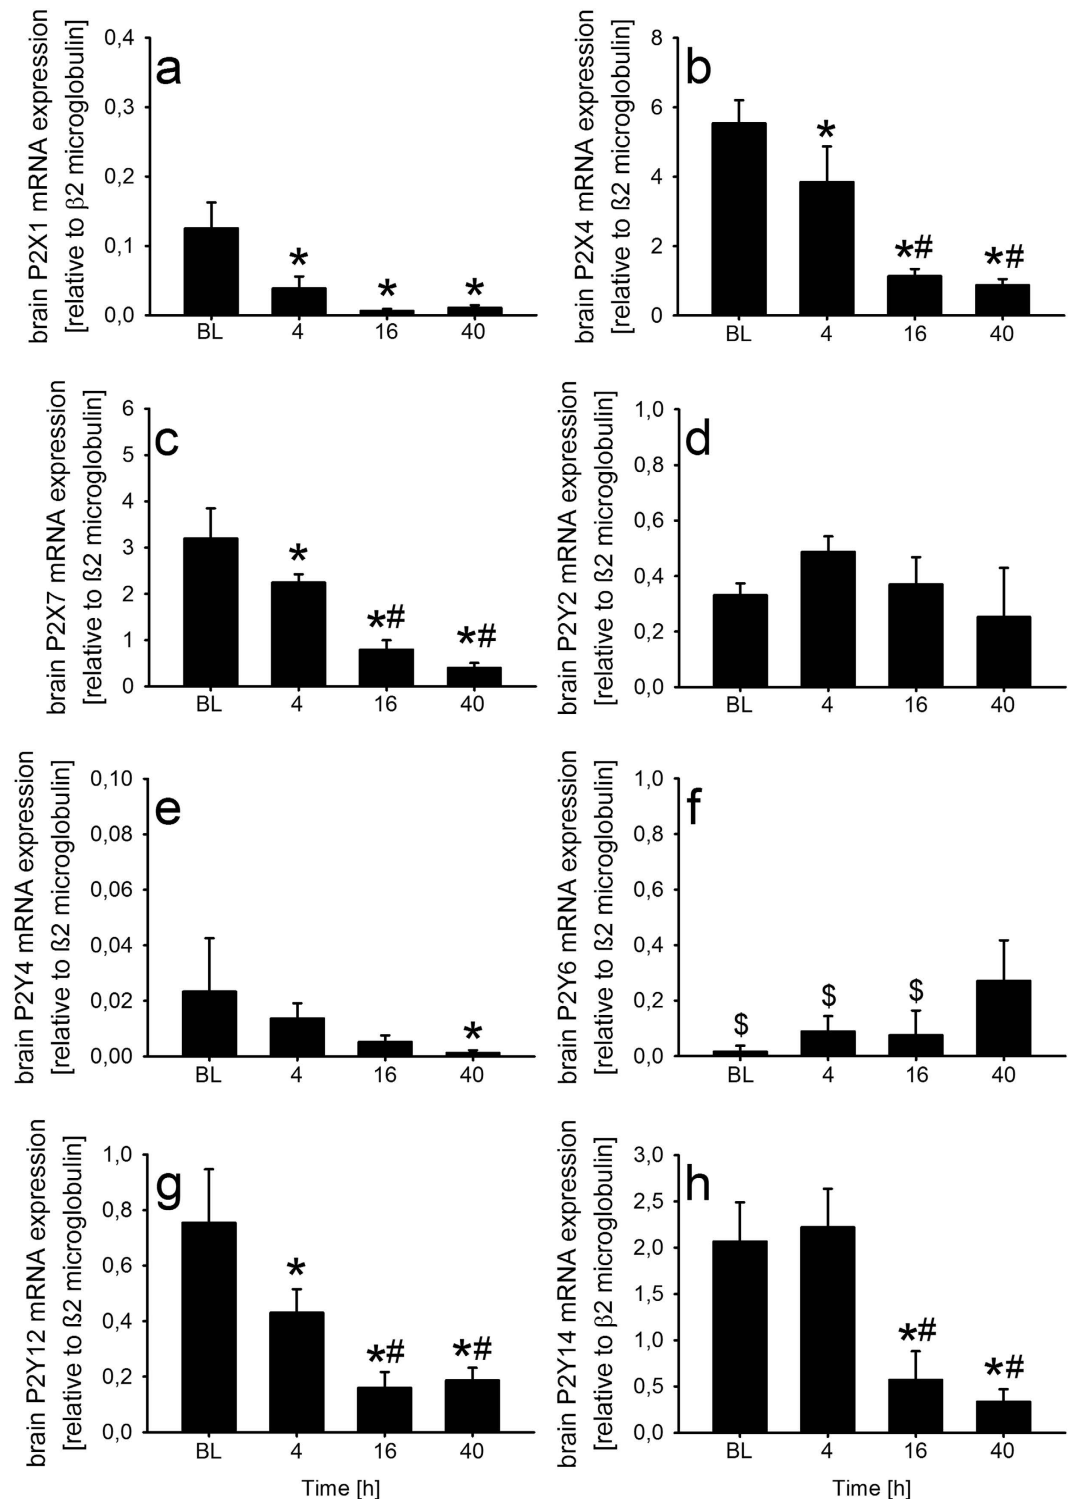 brain P2X1 mRNA expression
[relative to β2 microglobulin]
0,4
0,3
0,2
0,1
0,0
a
*
*
*
BL 4 16 40
brain P2X4 mRNA expression
[relative to ß2 microglobulin]
8
6
4
2
0
b
*
*#
*#
BL 4 16 40
brain P2X7 mRNA expression
[relative to ß2 microglobulin]
6
5
4
3
2
1
0
c
*
*#
*#
BL 4 16 40
brain P2Y2 mRNA expression
[relative to ß2 microglobulin]
1,0
0,8
0,6
0,4
0,2
0,0
d
BL 4 16 40
brain P2Y4 mRNA expression
[relative to ß2 microglobulin]
0,10
0,08
0,06
0,04
0,02
0,00
e
*
BL 4 16 40
brain P2Y6 mRNA expression
[relative to ß2 microglobulin]
1,0
0,8
0,6
0,4
0,2
0,0
f
$
$
$
BL 4 16 40
brain P2Y12 mRNA expression
[relative to ß2 microglobulin]
1,0
0,8
0,6
0,4
0,2
0,0
g
*
*#
*#
BL 4 16 40
Time [h]
brain P2Y14 mRNA expression
[relative to β2 microglobulin]
3,0
2,5
2,0
1,5
1,0
0,5
0,0
h
*#
*#
BL 4 16 40
Time [h]